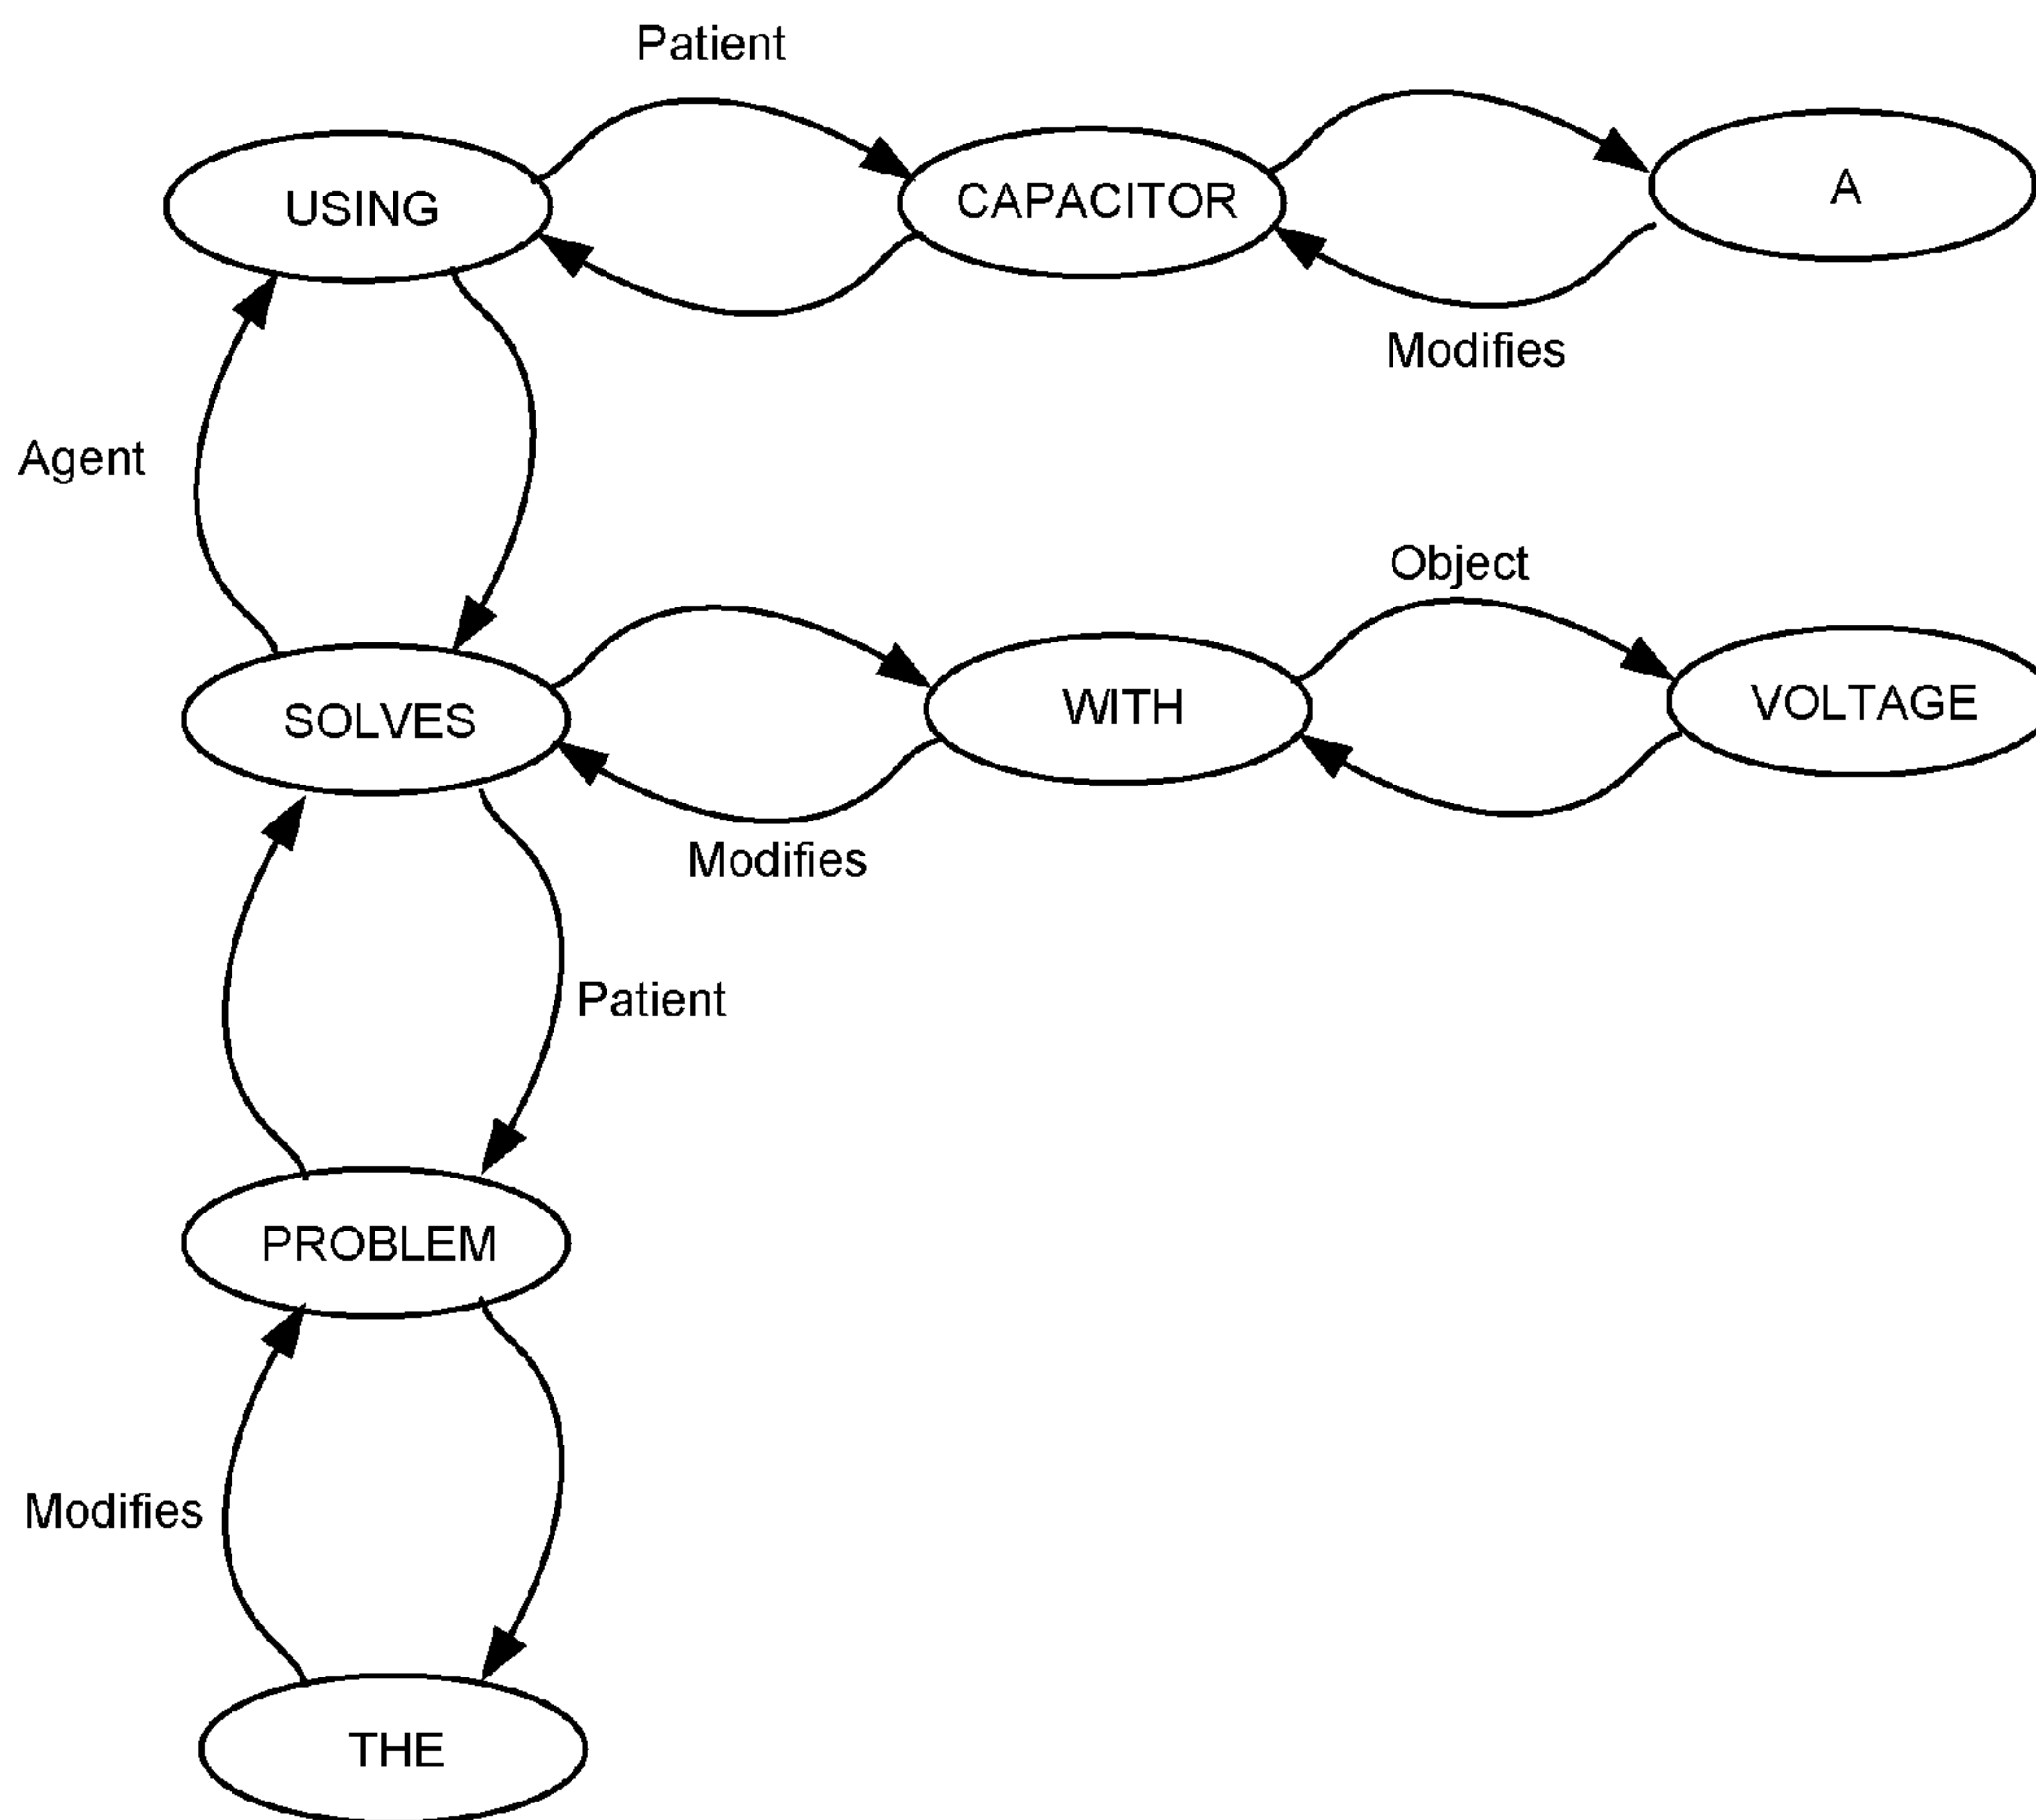 Patient
USING
CAPACITOR
A
Modifies
Agent
Object
SOLVES
WITH
VOLTAGE
Modifies
Patient
PROBLEM
Modifies
THE